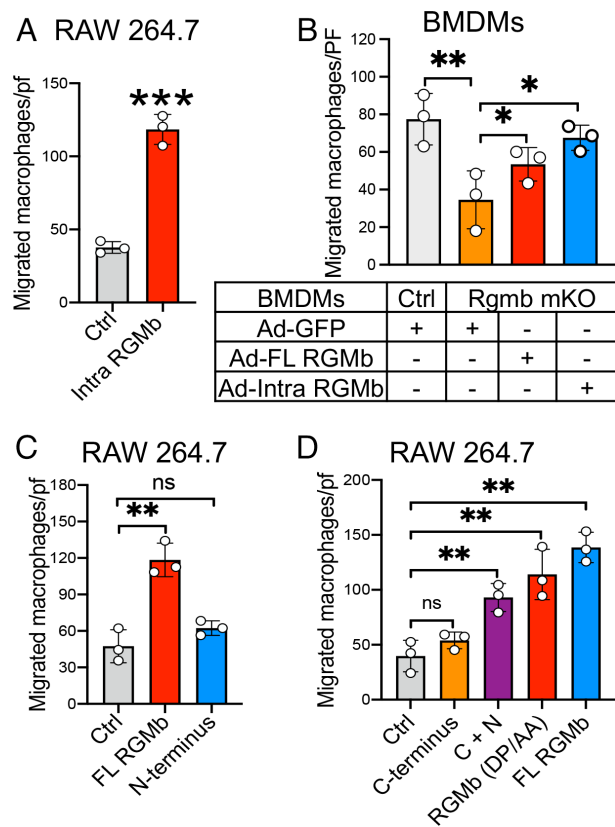 A RAW 264.7
Migrated macrophages/pf
150
100
50
0
***
Ctrl
Intra RGMb
B BMDMs
Migrated macrophages/PF
120
100
80
60
40
20
0
**
*
*
BMDMs Ctrl Rgmb mKO
Ad-GFP + + - -
Ad-FL RGMb - - + -
Ad-Intra RGMb - - - +
C RAW 264.7
Migrated macrophages/pf
180
150
120
90
60
30
0
ns
**
Ctrl
FL RGMb
N-terminus
D RAW 264.7
Migrated macrophages/pf
200
150
100
50
0
**
**
**
ns
Ctrl
C-terminus
C + N
RGMb (DP/AA)
FL RGMb